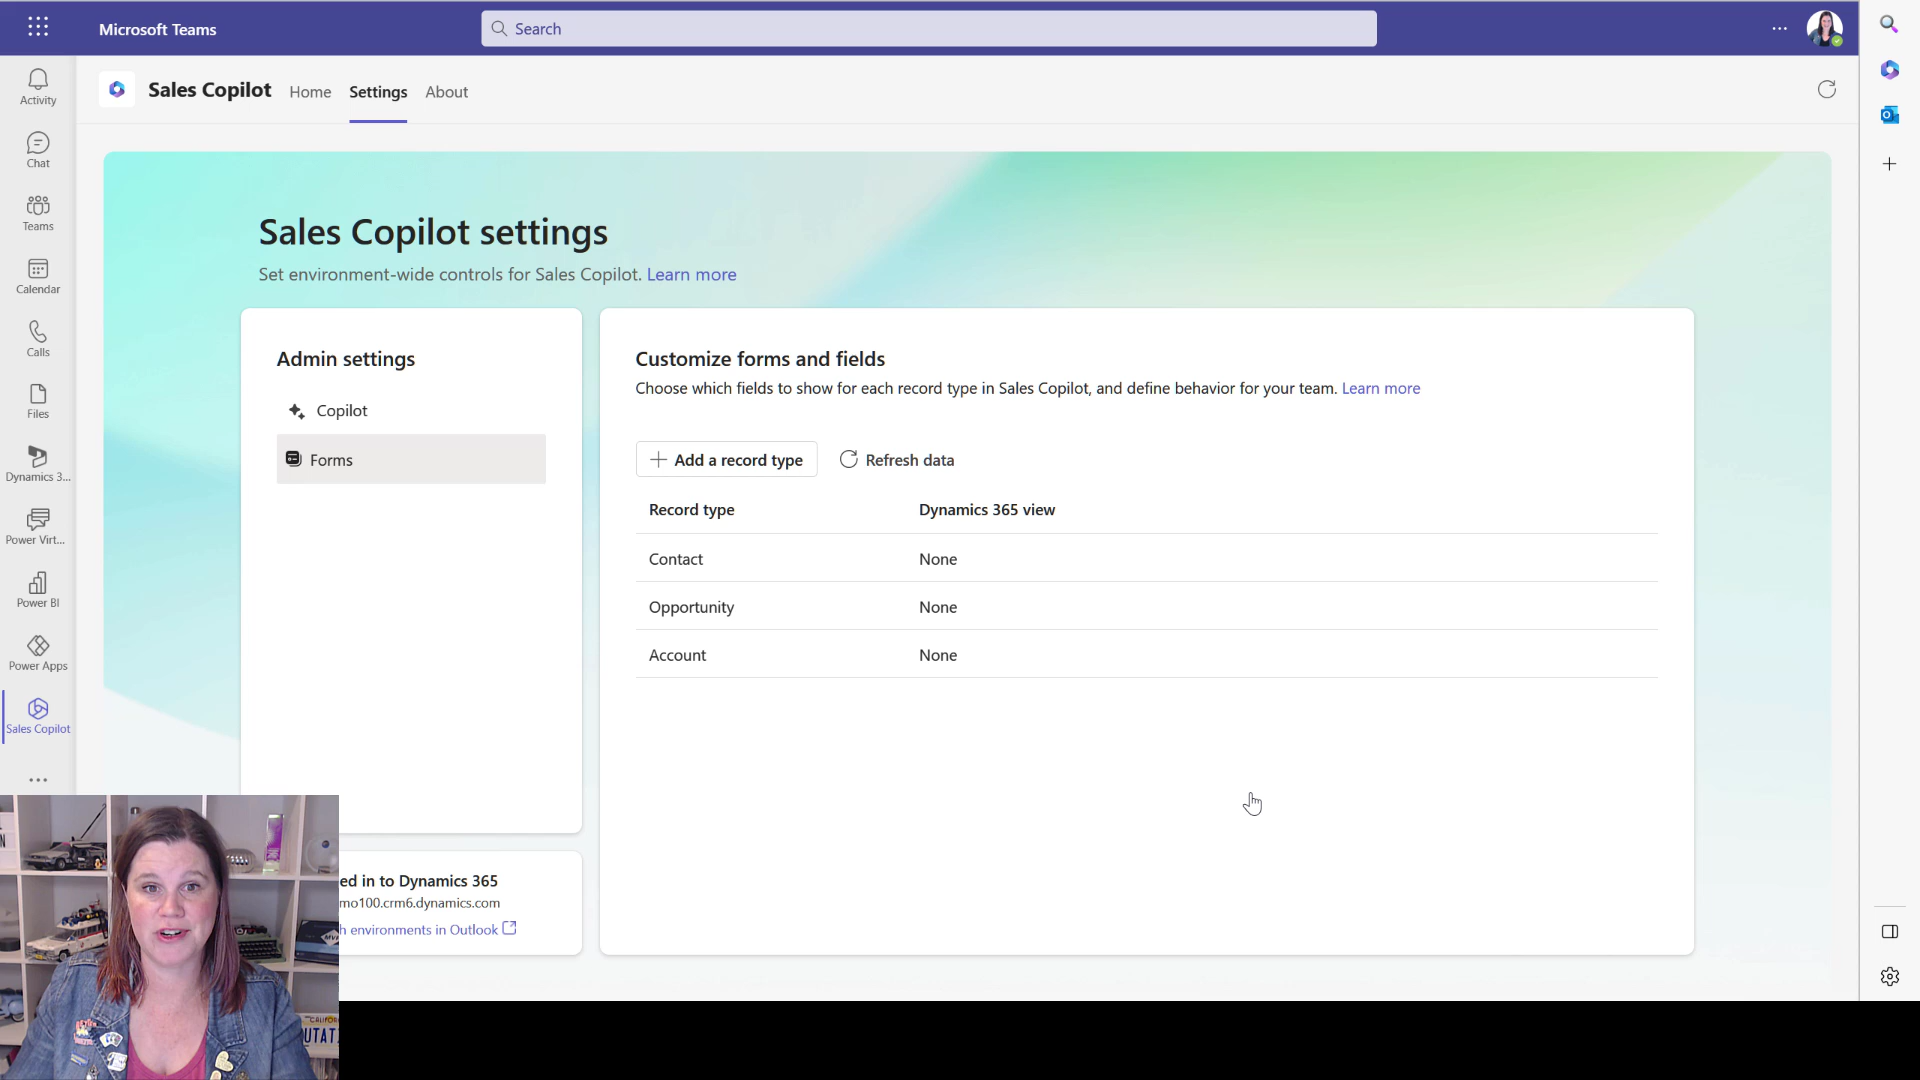 Microsoft Teams
Search
Activity
Chat
Teams
Calendar
Calls
Files
Dynamics 3...
Power Virt...
Power BI
Power Apps
Sales Copilot
Sales Copilot
Home
Settings
About
Sales Copilot settings
Set environment-wide controls for Sales Copilot. Learn more
Admin settings
Copilot
Forms
ed in to Dynamics 365
mo100.crm6.dynamics.com
h environments in Outlook
Customize forms and fields
Choose which fields to show for each record type in Sales Copilot, and define behavior for your team. Learn more
Add a record type
Refresh data
Record type Dynamics 365 view
Contact None
Opportunity None
Account None